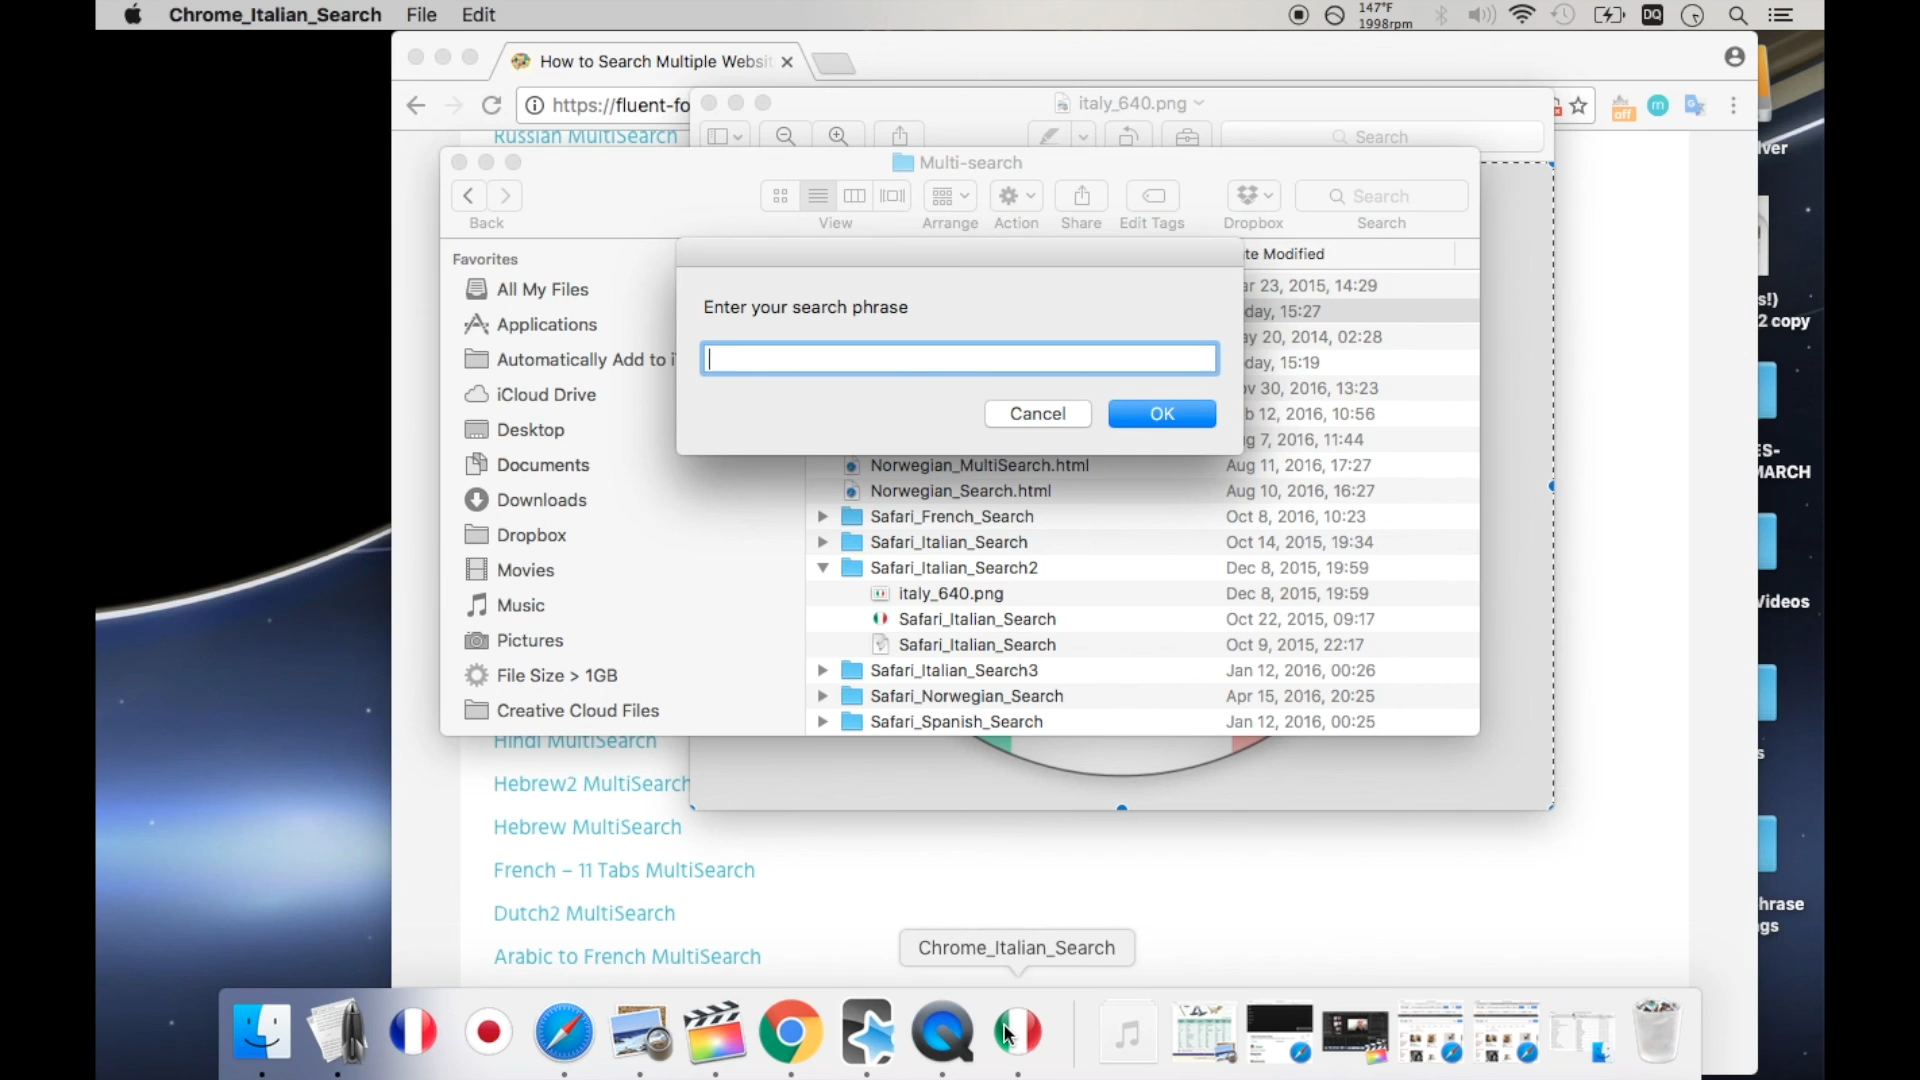 Chrome_Italian_Search File Edit
147°F
1998rpm
DQ
How to Search Multiple Websit
https://fluent-fo
off
m
italy_640.png
Search
Russian MultiSearch
Multi-search
Search
Back View Arrange Action Share Edit Tags Dropbox Search
Favorites
All My Files
Applications
Automatically Add to i
iCloud Drive
Desktop
Documents
Downloads
Dropbox
Movies
Music
Pictures
File Size > 1GB
Creative Cloud Files
Enter your search phrase
Cancel OK
te Modified
ar 23, 2015, 14:29
day, 15:27
ay 20, 2014, 02:28
day, 15:19
ov 30, 2016, 13:23
b 12, 2016, 10:56
g 7, 2016, 11:44
Norwegian_MultiSearch.html Aug 11, 2016, 17:27
Norwegian_Search.html Aug 10, 2016, 16:27
Safari_French_Search Oct 8, 2016, 10:23
Safari_Italian_Search Oct 14, 2015, 19:34
Safari_Italian_Search2 Dec 8, 2015, 19:59
italy_640.png Dec 8, 2015, 19:59
Safari_Italian_Search Oct 22, 2015, 09:17
Safari_Italian_Search Oct 9, 2015, 22:17
Safari_Italian_Search3 Jan 12, 2016, 00:26
Safari_Norwegian_Search Apr 15, 2016, 20:25
Safari_Spanish_Search Jan 12, 2016, 00:25
Hindi MultiSearch
Hebrew2 MultiSearch
Hebrew MultiSearch
French – 11 Tabs MultiSearch
Dutch2 MultiSearch
Arabic to French MultiSearch
Chrome_Italian_Search
lver
s!)
2 copy
ES-
MARCH
Videos
s
hrase
gs